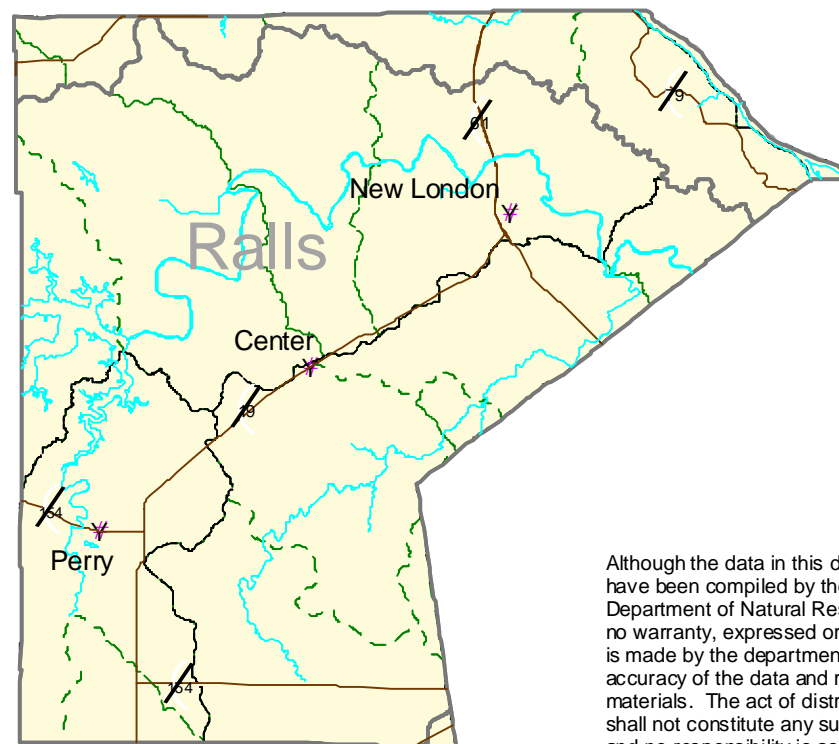 79
61
New London
Ralls
Center
19
154
Perry
154
Although the data in this d
have been compiled by the
Department of Natural Res
no warranty, expressed or
is made by the department
accuracy of the data and r
materials. The act of distr
shall not constitute any su